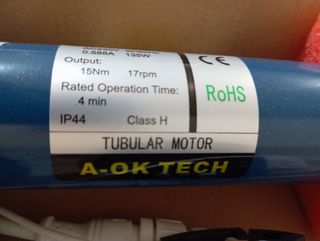 0.588A 135W
Output:
15Nm 17rpm
Rated Operation Time:
4 min
IP44 Class H
CE
RoHS
TUBULAR MOTOR
A-OK TECH